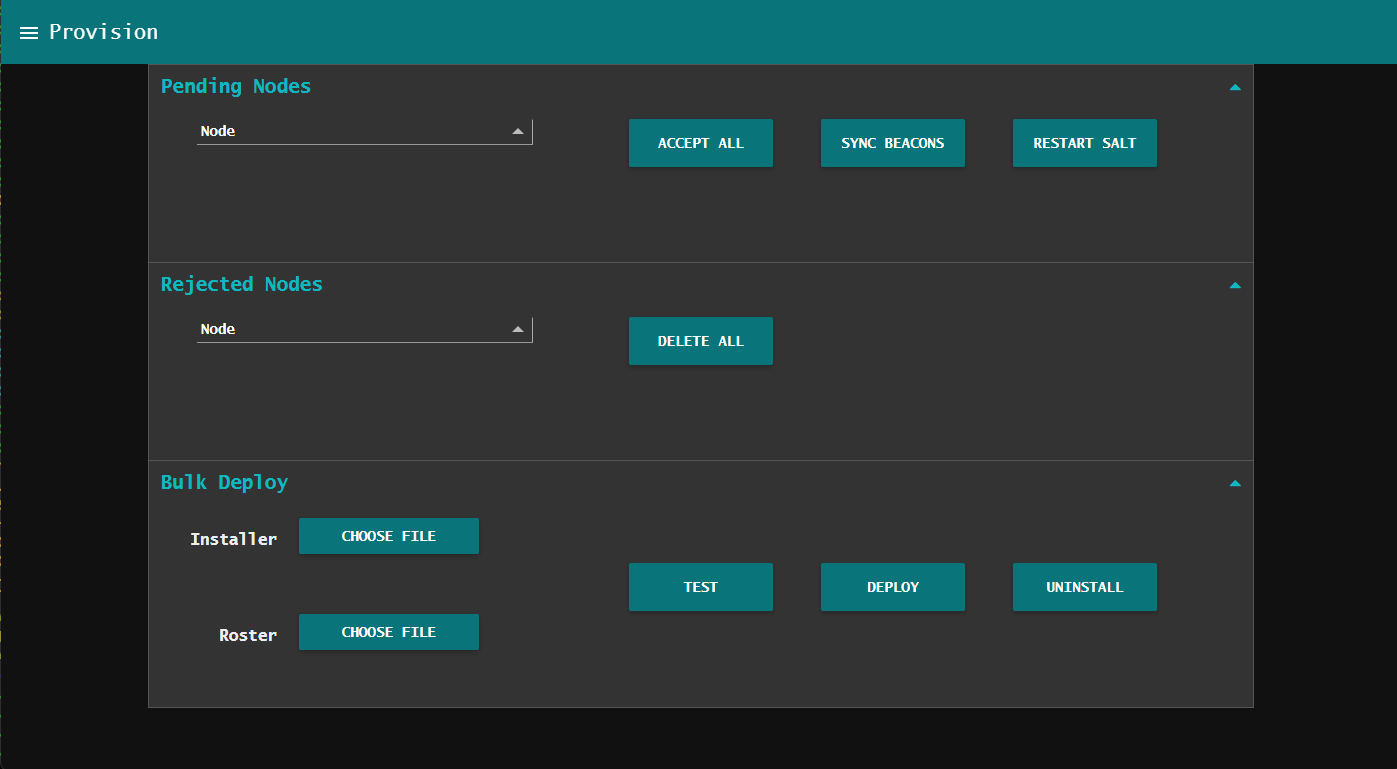 Provision
Pending Nodes
Node
ACCEPT ALL
SYNC BEACONS
RESTART SALT
Rejected Nodes
Node
DELETE ALL
Bulk Deploy
Installer
CHOOSE FILE
TEST
DEPLOY
UNINSTALL
Roster
CHOOSE FILE